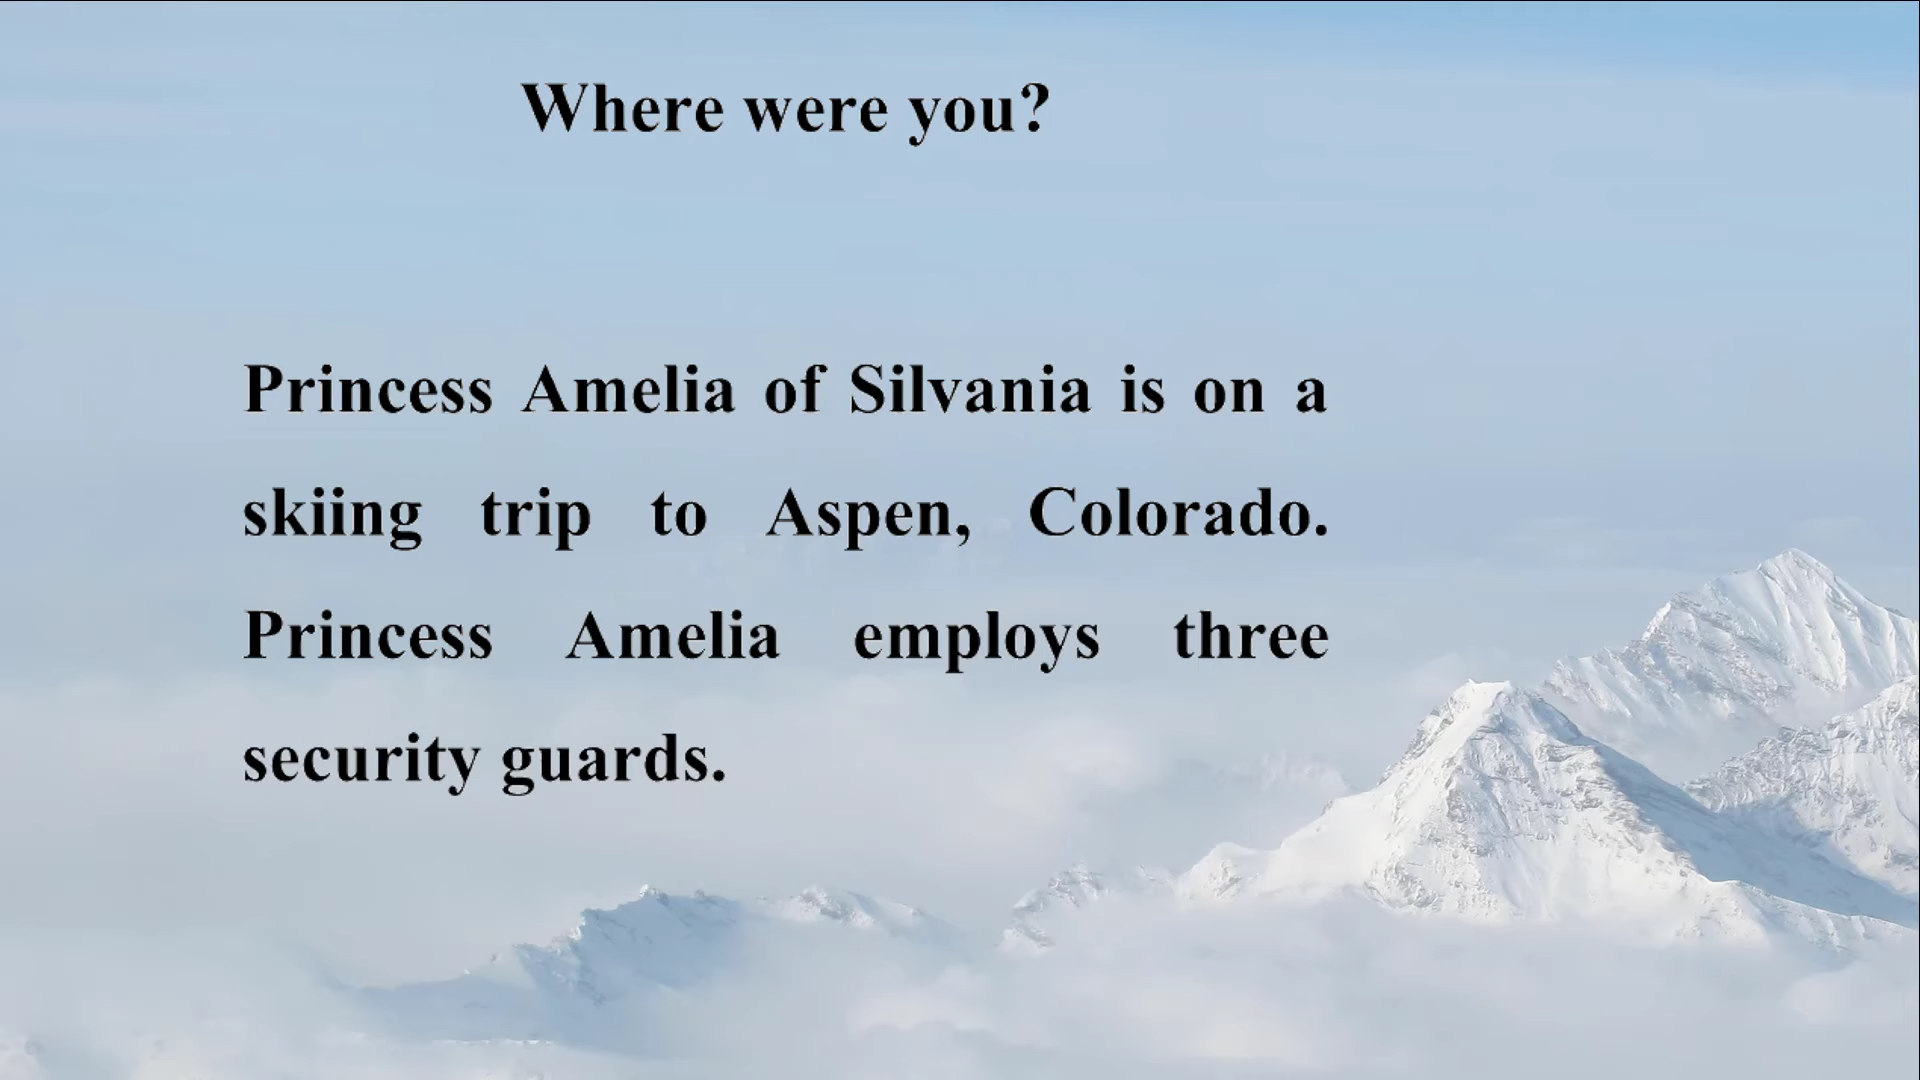 Where were you?
Princess Amelia of Silvania is on a
skiing trip to Aspen, Colorado.
Princess Amelia employs three
security guards.